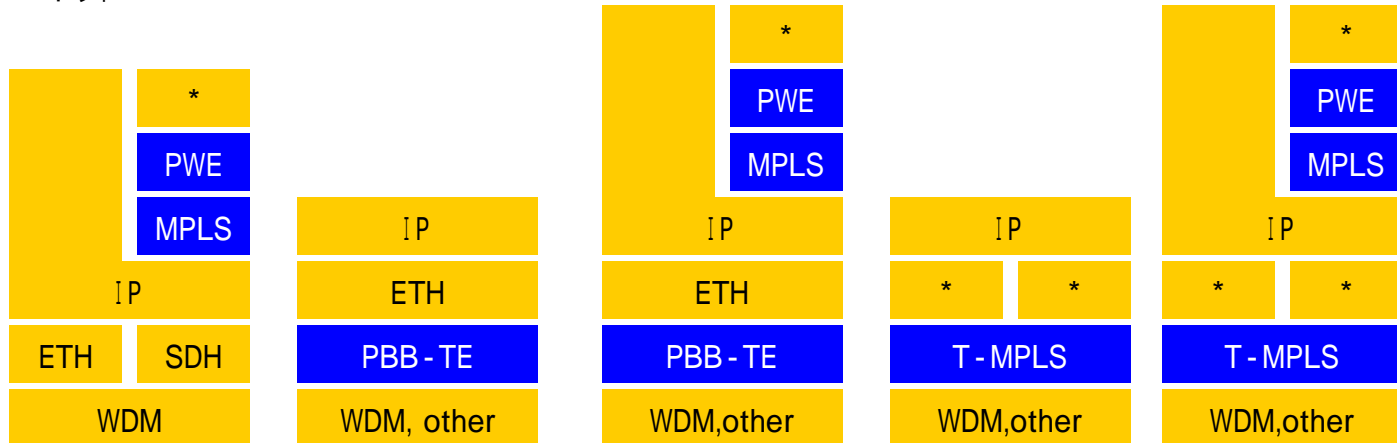 * *
* PWE PWE
PWE MPLS MPLS
MPLS IP IP IP IP
IP ETH ETH * * * *
ETH SDH PBB-TE PBB-TE T-MPLS T-MPLS
WDM WDM, other WDM,other WDM,other WDM,other